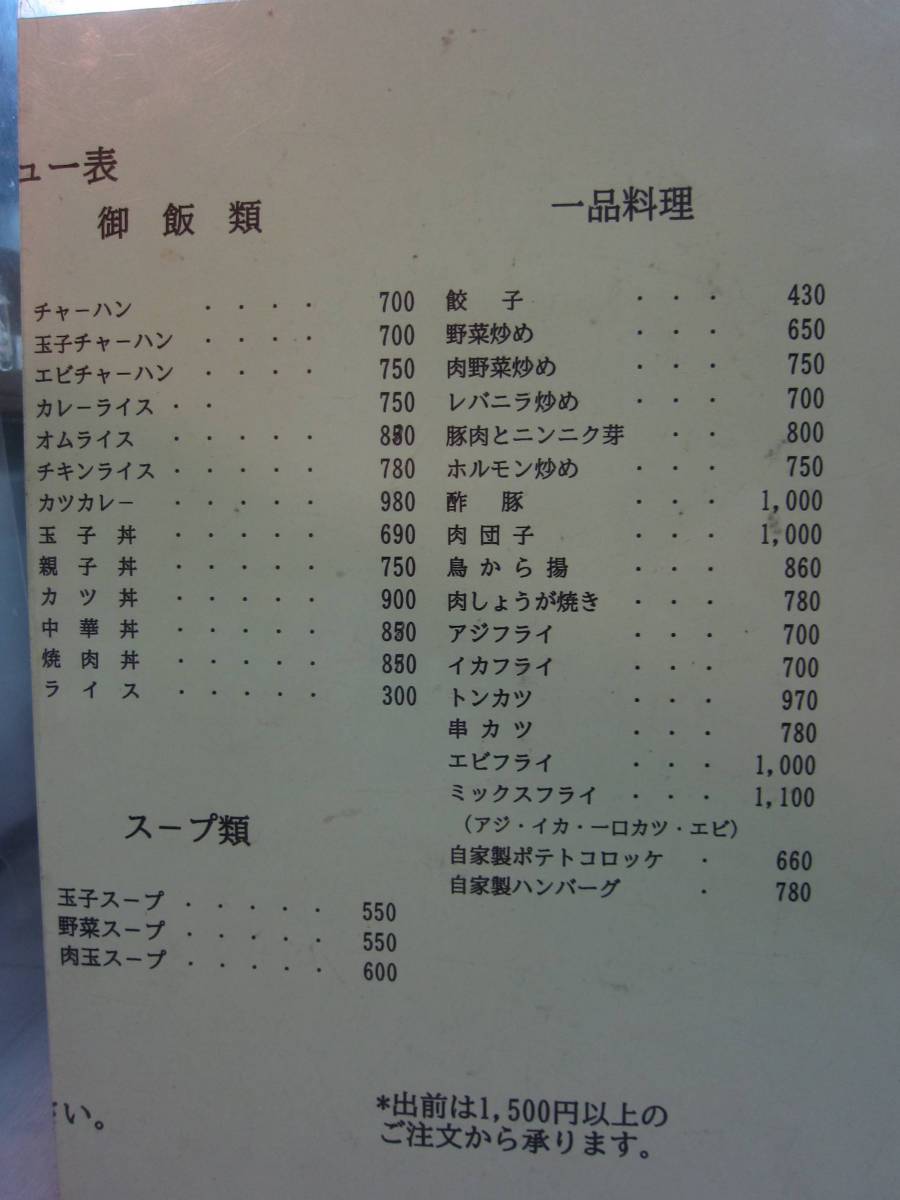 ュー表
御飯類
チャーハン ・・・・ 700
玉子チャーハン ・・・・ 700
エビチャーハン ・・・・ 750
カレーライス・・ 750
オムライス ・・・・・
チキンライス・・・・・ 780
カツカレー ・・・・・ 980
玉子丼 ・・・・・ 690
親子丼 ・・・・・ 750
カツ丼 ・・・・・ 900
中華丼 ・・・・・ 850
焼肉丼 ・・・・・ 850
ライス ・・・・・ 300
スープ類
玉子スープ ・・・・・ 550
野菜スープ ・・・・・ 550
肉玉スープ ・・・・・ 600
一品料理
餃子 ・・・ 430
野菜炒め ・・・ 650
肉野菜炒め ・・・ 750
レバニラ炒め ・・・ 700
豚肉とニンニク芽 ・・ 800
ホルモン炒め ・・・ 750
酢豚 ・・・ 1,000
肉団子 ・・・ 1,000
鳥から揚 ・・・ 860
肉しょうが焼き ・・・ 780
アジフライ ・・・ 700
イカフライ ・・・ 700
トンカツ ・・・ 970
串カツ ・・・ 780
エビフライ ・・・ 1,000
ミックスフライ ・・・ 1,100
（アジ・イカ・一口カツ・エビ）
自家製ポテトコロッケ ・ 660
自家製ハンバーグ ・ 780
さい。
*出前は1,500円以上の
ご注文から承ります。